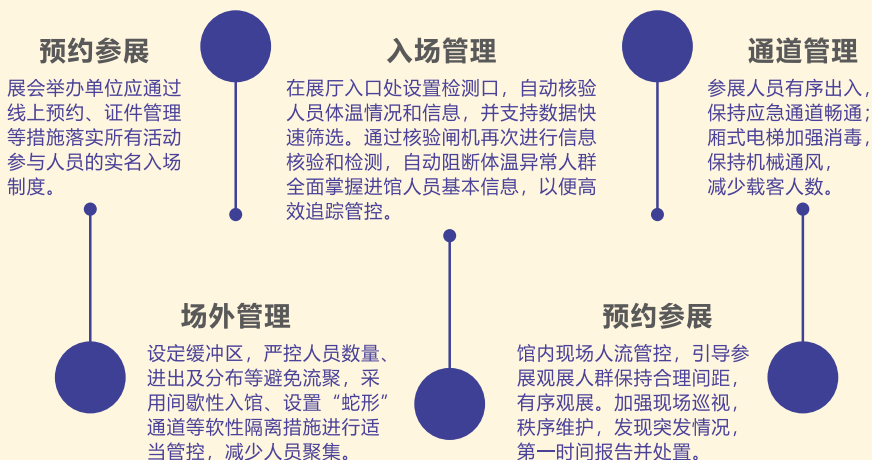 预约参展
展会举办单位应通过
线上预约、证件管理
等措施落实所有活动
参与人员的实名入场
制度。
场外管理
设定缓冲区，严控人员数量、
进出及分布等避免流聚，采
用间歇性入馆、设置“蛇形”
通道等软性隔离措施进行适
当管控，减少人员聚集。
入场管理
在展厅入口处设置检测口，自动核验
人员体温情况和信息，并支持数据快
速筛选。通过核验闸机再次进行信息
核验和检测，自动阻断体温异常人群
全面掌握进馆人员基本信息，以便高
效追踪管控。
预约参展
馆内现场人流管控，引导参
展观展人群保持合理间距，
有序观展。加强现场巡视，
秩序维护，发现突发情况，
第一时间报告并处置。
通道管理
参展人员有序出入，
保持应急通道畅通；
厢式电梯加强消毒，
保持机械通风，
减少载客人数。